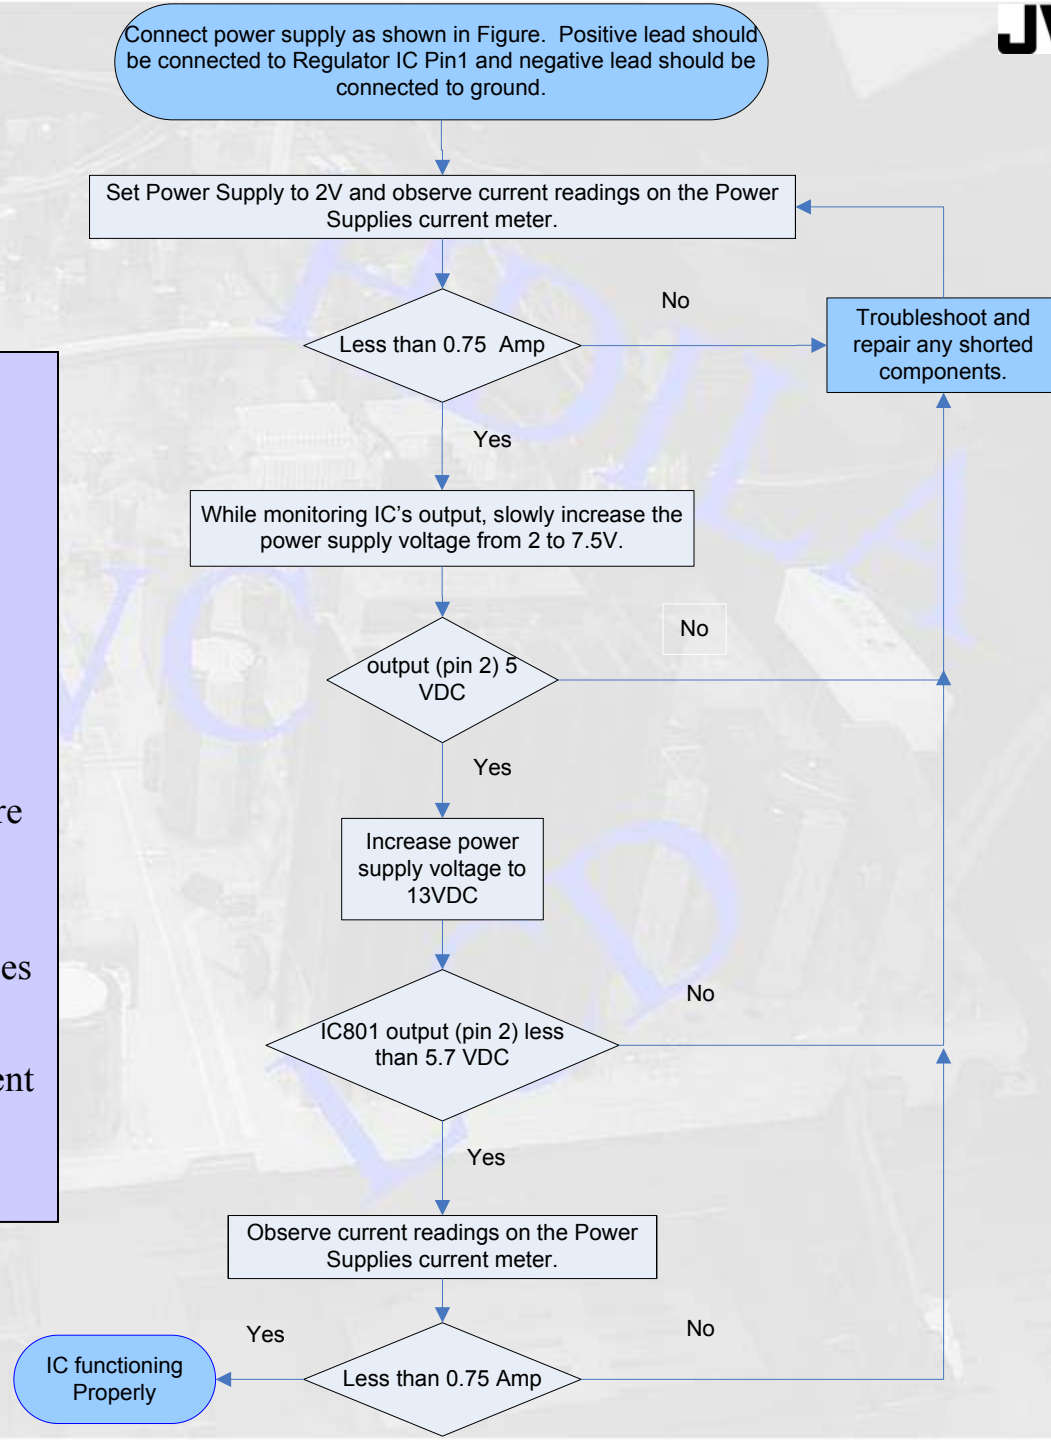 Connect power supply as shown in Figure. Positive lead should
be connected to Regulator IC Pin1 and negative lead should be
connected to ground.
Set Power Supply to 2V and observe current readings on the Power
Supplies current meter.
Less than 0.75 Amp
No
Troubleshoot and
repair any shorted
components.
Yes
While monitoring IC’s output, slowly increase the
power supply voltage from 2 to 7.5V.
output (pin 2) 5
VDC
No
Yes
Increase power
supply voltage to
13VDC
IC801 output (pin 2) less
than 5.7 VDC
No
Yes
Observe current readings on the Power
Supplies current meter.
Less than 0.75 Amp
Yes
No
IC functioning
Properly
re
es
ent
HDILA
LCD